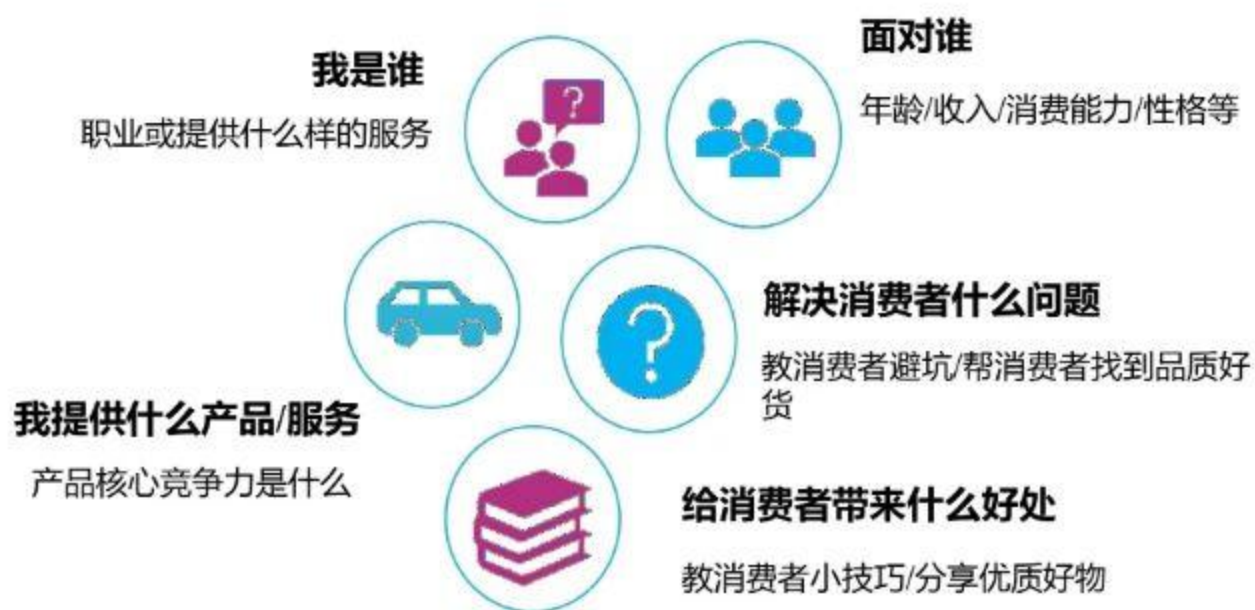 我是谁
职业或提供什么样的服务
面对谁
年龄/收入/消费能力/性格等
?
?
解决消费者什么问题
教消费者避坑/帮消费者找到品质好
货
我提供什么产品/服务
产品核心竞争力是什么
给消费者带来什么好处
教消费者小技巧/分享优质好物